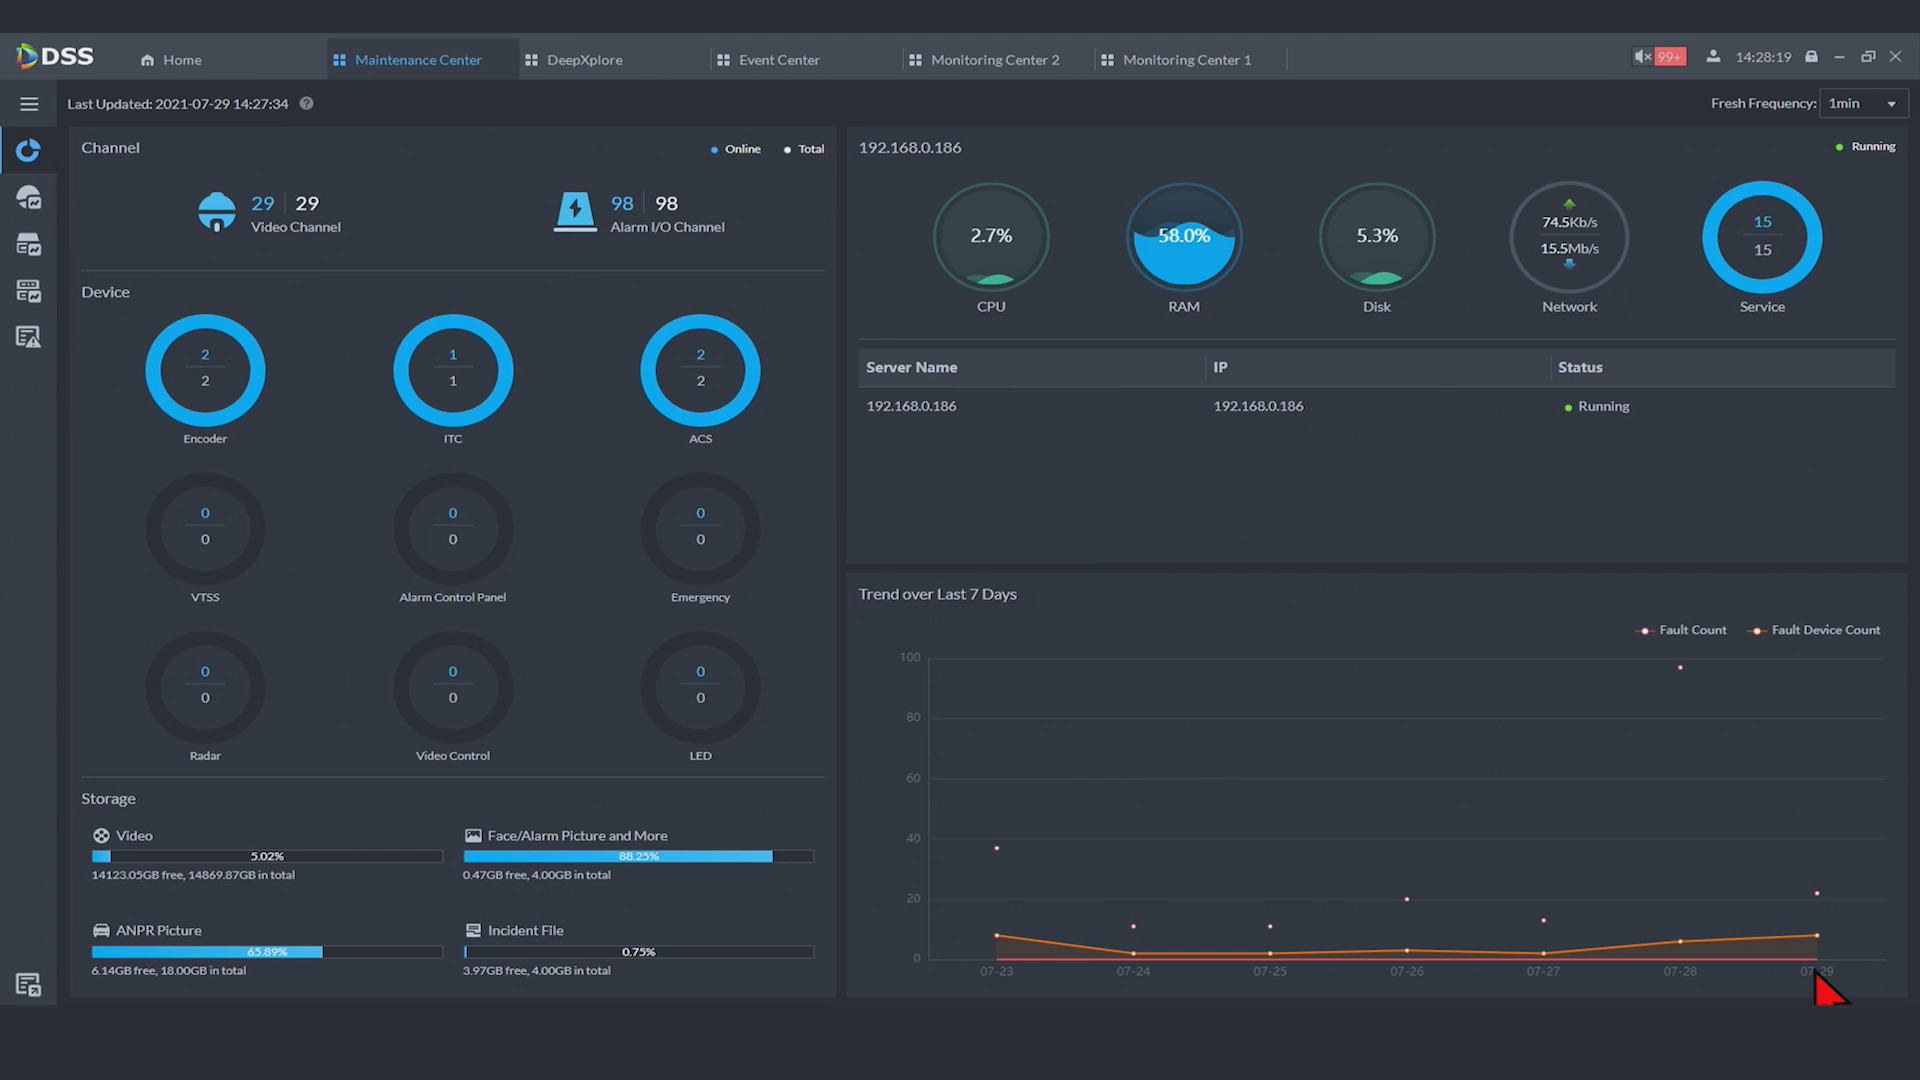 DSS
Home
Maintenance Center
DeepXplore
Event Center
Monitoring Center 2
Monitoring Center 1
99+
14:28:19
Last Updated: 2021-07-29 14:27:34
Fresh Frequency: 1min
Channel
Online
Total
29 29
Video Channel
98 98
Alarm I/O Channel
Device
2
2
Encoder
1
1
ITC
2
2
ACS
0
0
VTSS
0
0
Alarm Control Panel
0
0
Emergency
0
0
Radar
0
0
Video Control
0
0
LED
Storage
Video
5.02%
14123.05GB free, 14869.87GB in total
Face/Alarm Picture and More
88.25%
0.47GB free, 4.00GB in total
ANPR Picture
65.89%
6.14GB free, 18.00GB in total
Incident File
0.75%
3.97GB free, 4.00GB in total
192.168.0.186
Running
2.7%
CPU
58.0%
RAM
5.3%
Disk
74.5Kb/s
15.5Mb/s
Network
15
15
Service
Server Name IP Status
192.168.0.186 192.168.0.186 Running
Trend over Last 7 Days
Fault Count
Fault Device Count
100
80
60
40
20
0
07-23 07-24 07-25 07-26 07-27 07-28 07-29